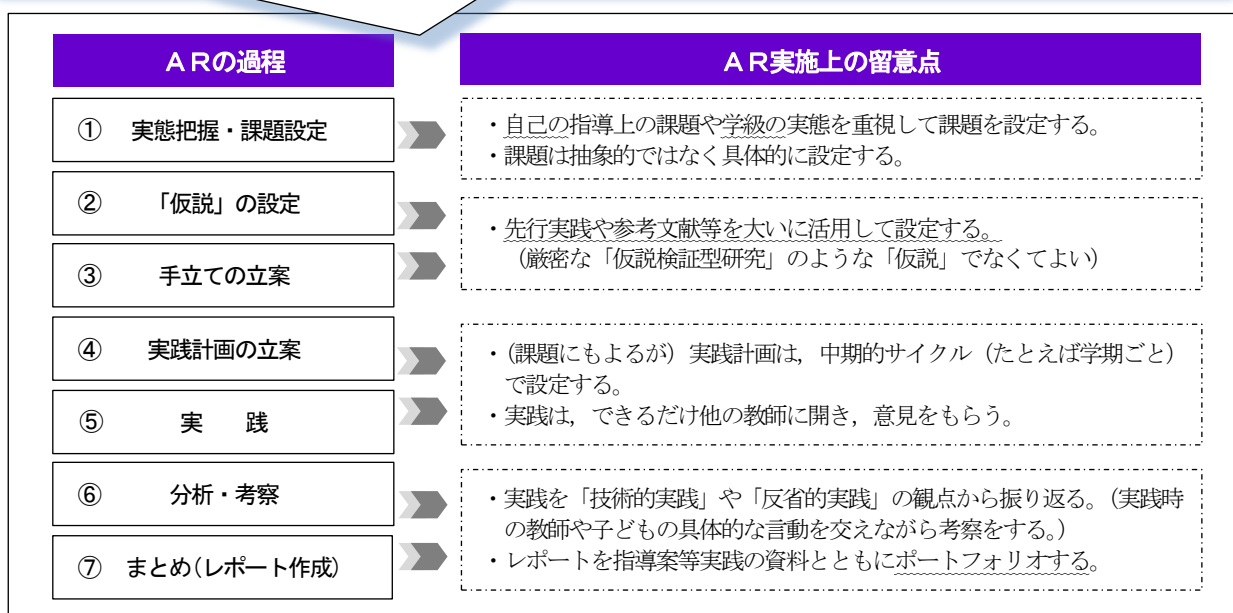 ＡＲの過程
ＡＲ実施上の留意点
① 実態把握・課題設定
・自己の指導上の課題や学級の実態を重視して課題を設定する。
・課題は抽象的ではなく具体的に設定する。
② 「仮説」の設定
③ 手立ての立案
・先行実践や参考文献等を大いに活用して設定する。
（厳密な「仮説検証型研究」のような「仮説」でなくてよい）
④ 実践計画の立案
⑤ 実　践
・（課題にもよるが）実践計画は，中期的サイクル（たとえば学期ごと）
で設定する。
・実践は，できるだけ他の教師に開き，意見をもらう。
⑥ 分析・考察
⑦ まとめ（レポート作成）
・実践を「技術的実践」や「反省的実践」の観点から振り返る。（実践時
の教師や子どもの具体的な言動を交えながら考察をする。）
・レポートを指導案等実践の資料とともにポートフォリオする。